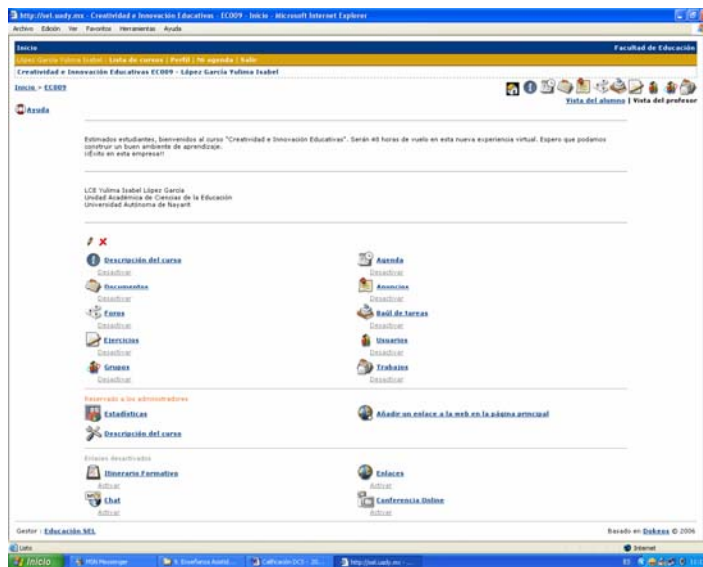 http://sel.uady.mx - Creatividad e Innovación Educativas - EC009 - Inicio - Microsoft Internet Explorer
Archivo Edición Ver Favoritos Herramientas Ayuda
Inicio Facultad de Educación
López García Yolima Isabel : Lista de cursos | Perfil | Mi agenda | Salir
Creatividad e Innovación Educativas EC009 - López García Yulima Isabel
Inicio > EC009
Vista del alumno | Vista del profesor
Ayuda
Estimados estudiantes, bienvenidos al curso "Creatividad e Innovación Educativas". Serán 40 horas de vuelo en esta nueva experiencia virtual. Espero que podamos
construir un buen ambiente de aprendizaje.
¡¡Éxito en esta empresa!!
LCE Yulima Isabel López García
Unidad Académica de Ciencias de la Educación
Universidad Autónoma de Nayarit
Descripción del curso Agenda
Desactivar Desactivar
Documentos Anuncios
Desactivar Desactivar
Foros Baúl de tareas
Desactivar Desactivar
Ejercicios Usuarios
Desactivar Desactivar
Grupos Trabajos
Desactivar Desactivar
Reservado a los administradores
Estadísticas Añadir un enlace a la web en la página principal
Descripción del curso
Enlaces desactivados
Itinerario Formativo Enlaces
Activar Activar
Chat Conferencia Online
Activar Activar
Gestor : Educación SEL Basado en Dokeos © 2006
Listo Internet
Inicio MSN Messenger http://sel.uady.mx - ... ES